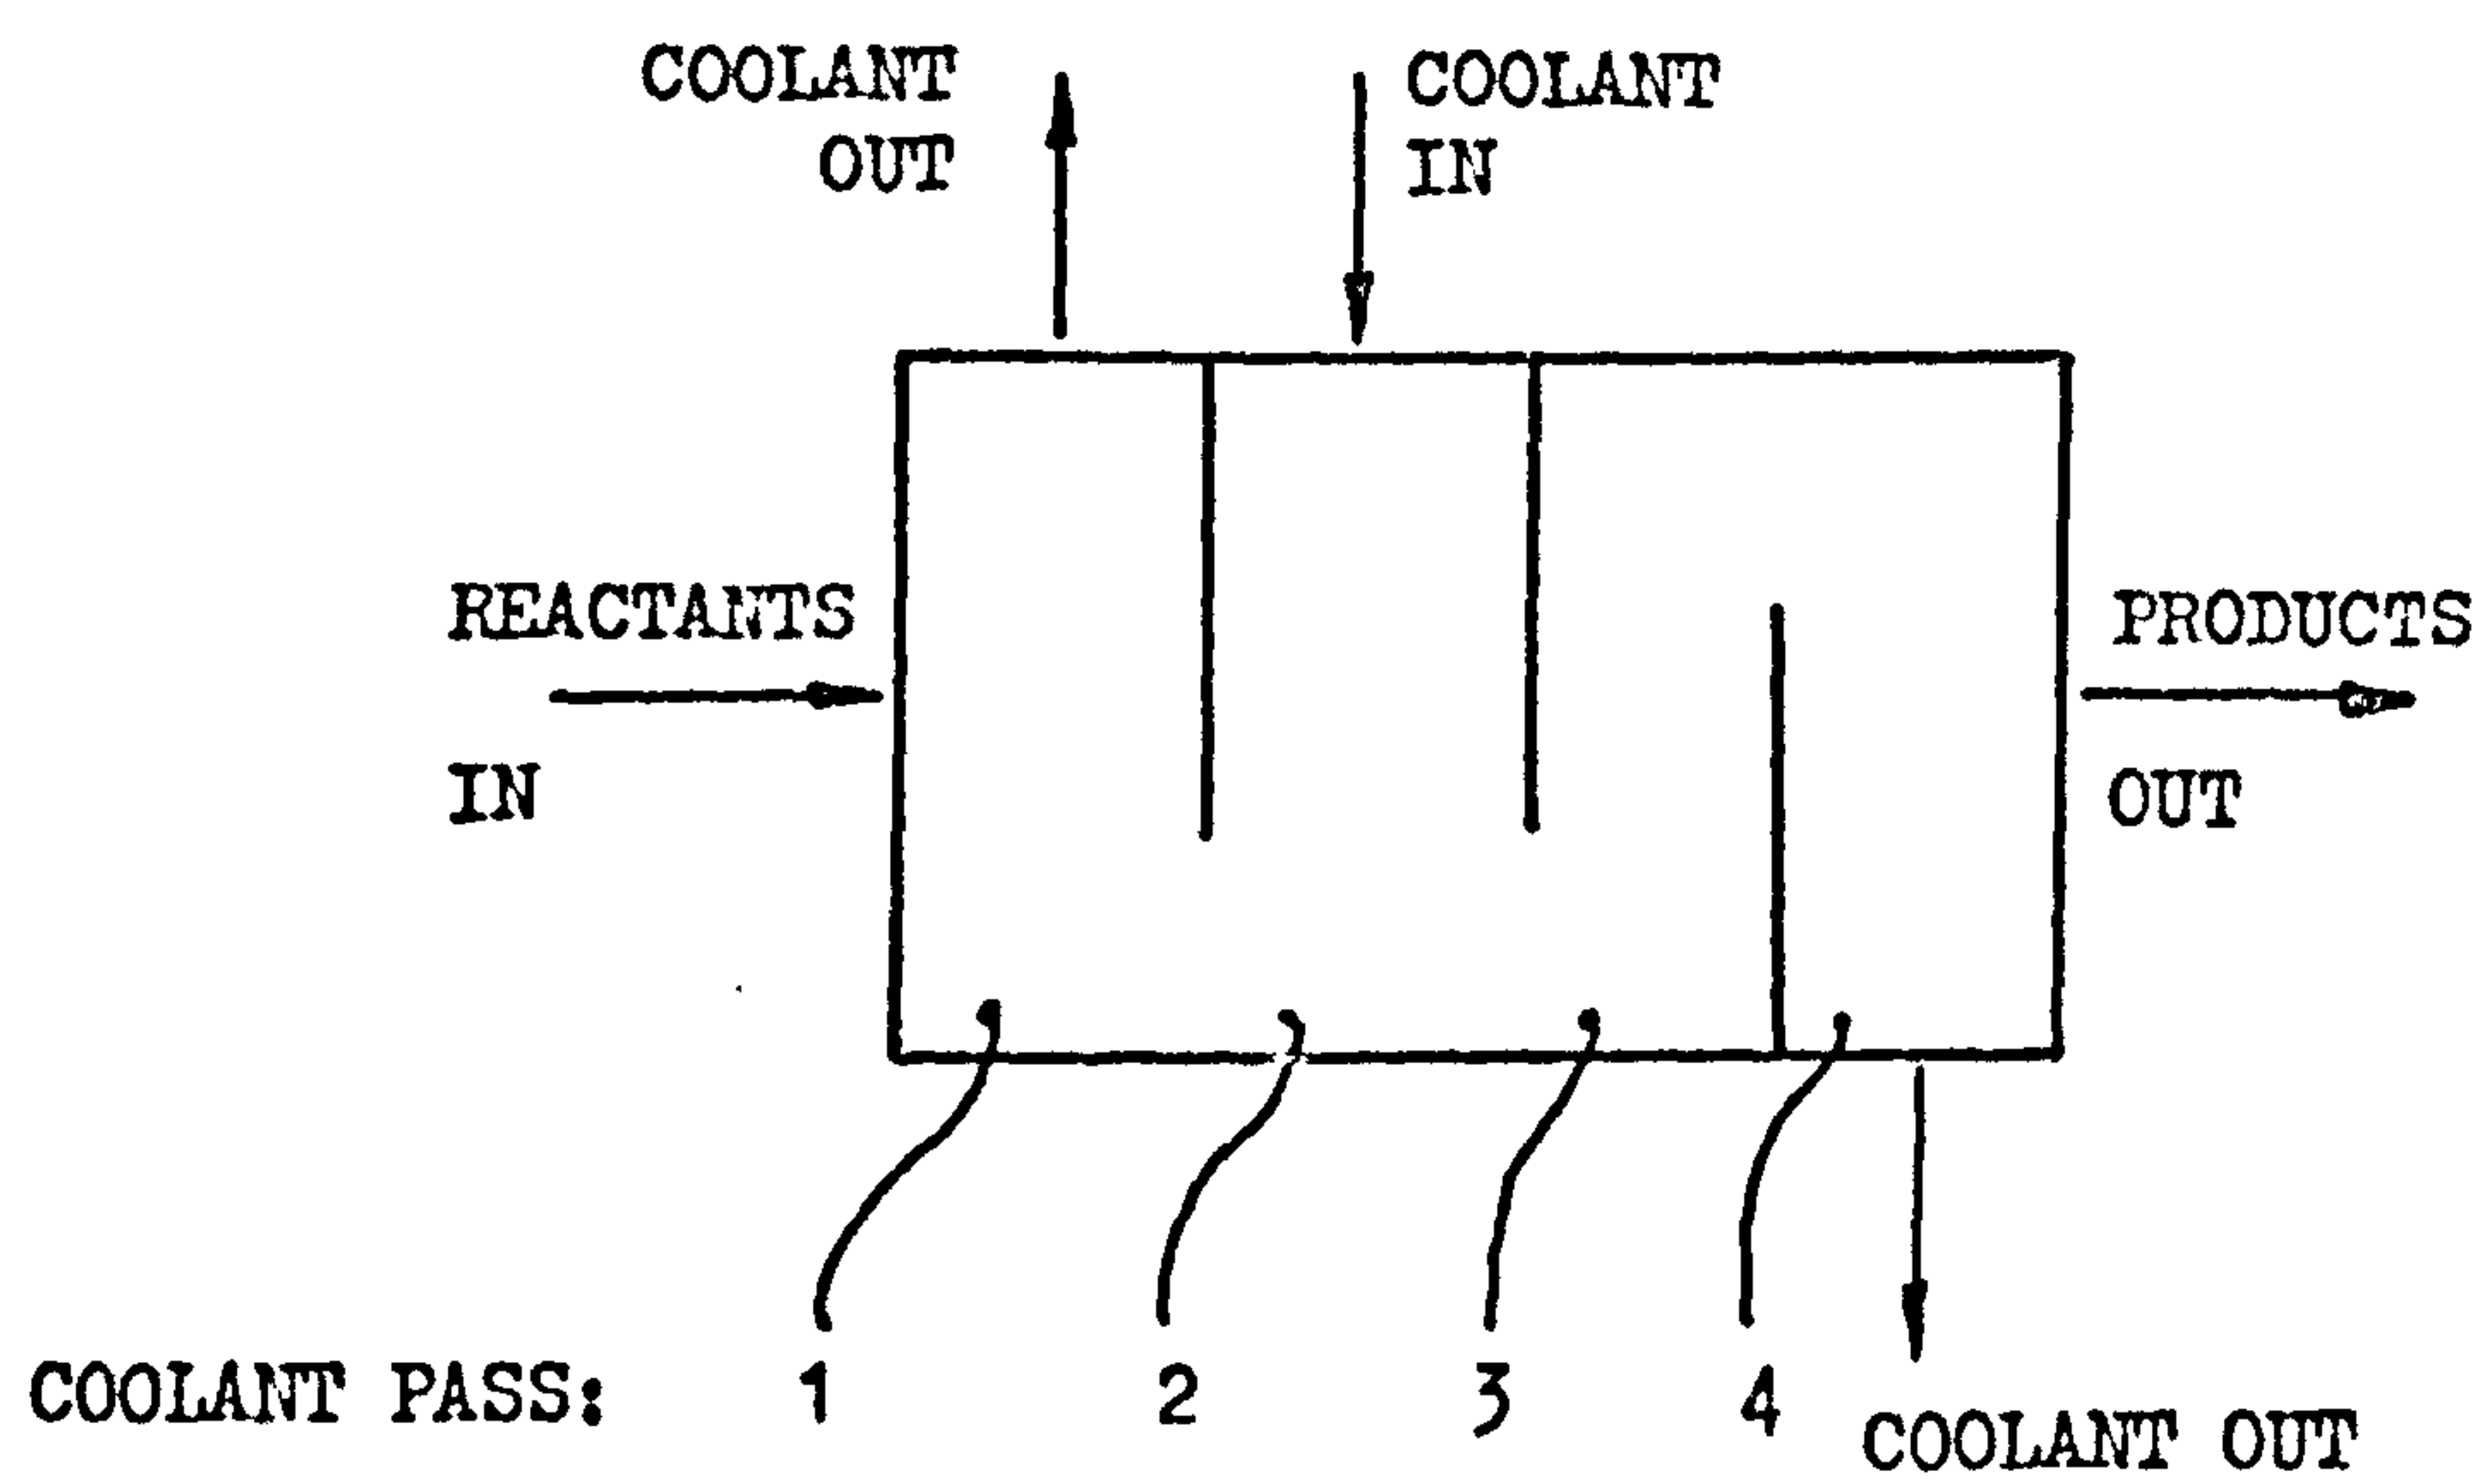 COOLANT
OUT
COOLANT
IN
REACTANTS
IN
PRODUCTS
OUT
COOLANT PASS: 1 2 3 4
COOLANT OUT